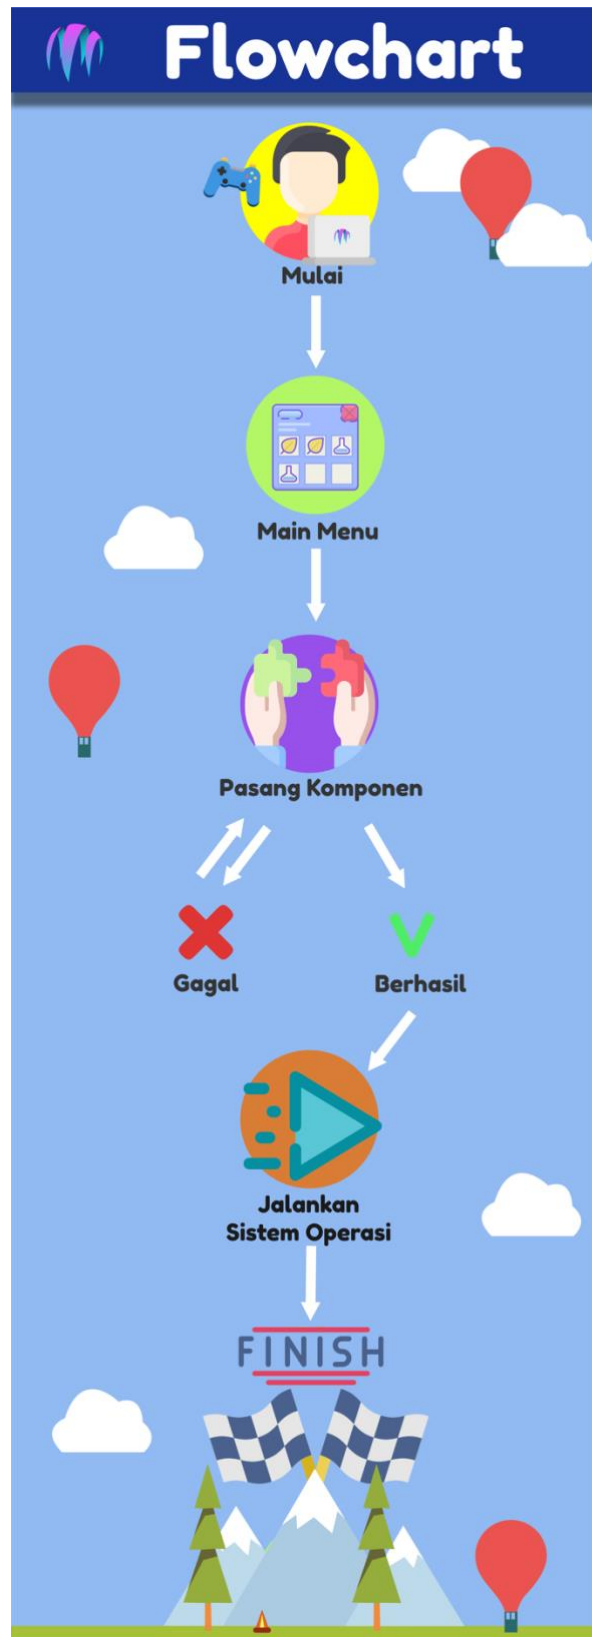 Flowchart
Mulai
Main Menu
Pasang Komponen
Gagal
Berhasil
Jalankan
Sistem Operasi
FINISH